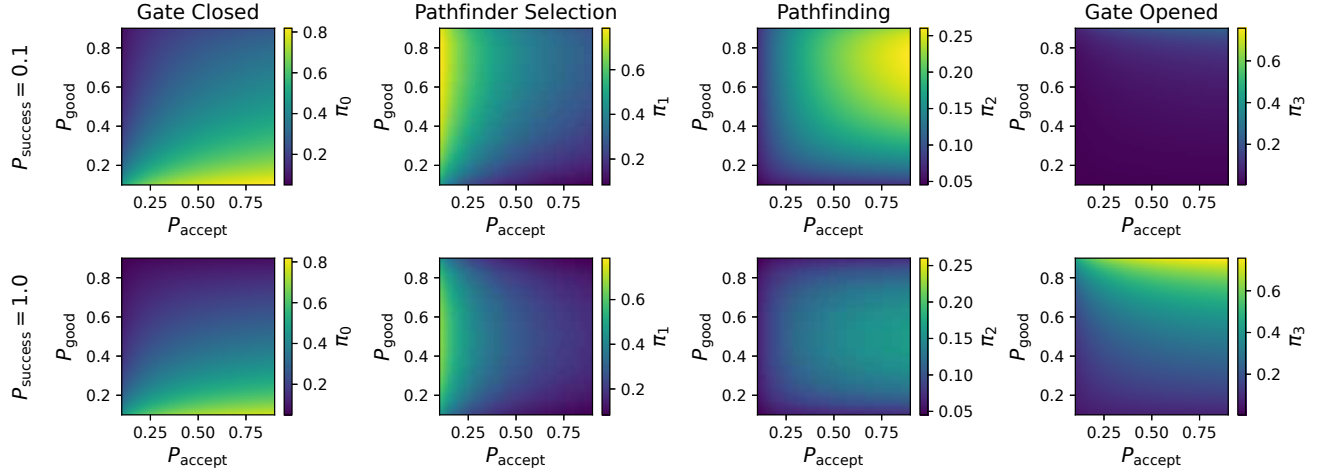 Gate Closed
Pathfinder Selection
Pathfinding
Gate Opened
P_success = 0.1
P_good
0.8
0.6
0.4
0.2
0.25 0.50 0.75
P_accept
0.8
0.6
0.4
0.2
π_0
P_good
0.8
0.6
0.4
0.2
0.25 0.50 0.75
P_accept
0.6
0.4
0.2
π_1
P_good
0.8
0.6
0.4
0.2
0.25 0.50 0.75
P_accept
0.25
0.20
0.15
0.10
0.05
π_2
P_good
0.8
0.6
0.4
0.2
0.25 0.50 0.75
P_accept
0.6
0.4
0.2
π_3
P_success = 1.0
P_good
0.8
0.6
0.4
0.2
0.25 0.50 0.75
P_accept
0.8
0.6
0.4
0.2
π_0
P_good
0.8
0.6
0.4
0.2
0.25 0.50 0.75
P_accept
0.6
0.4
0.2
π_1
P_good
0.8
0.6
0.4
0.2
0.25 0.50 0.75
P_accept
0.25
0.20
0.15
0.10
0.05
π_2
P_good
0.8
0.6
0.4
0.2
0.25 0.50 0.75
P_accept
0.6
0.4
0.2
π_3